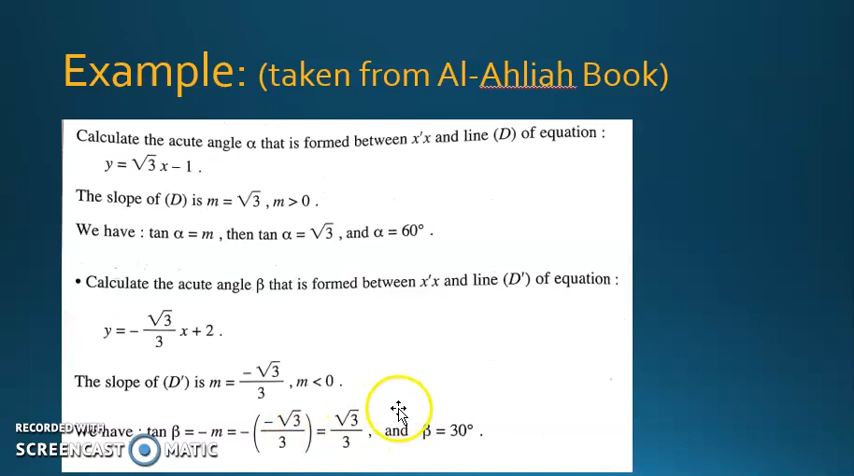 Example: (taken from Al-Ahliah Book)
Calculate the acute angle α that is formed between x'x and line (D) of equation :
y = √3 x – 1 .
The slope of (D) is m = √3 , m > 0 .
We have : tan α = m , then tan α = √3 , and α = 60° .
• Calculate the acute angle β that is formed between x'x and line (D') of equation :
y = – √3/3 x + 2 .
The slope of (D') is m = –√3/3 , m < 0 .
We have : tan β = – m = – (–√3/3) = √3/3 , and β = 30° .
RECORDED WITH
SCREENCAST MATIC